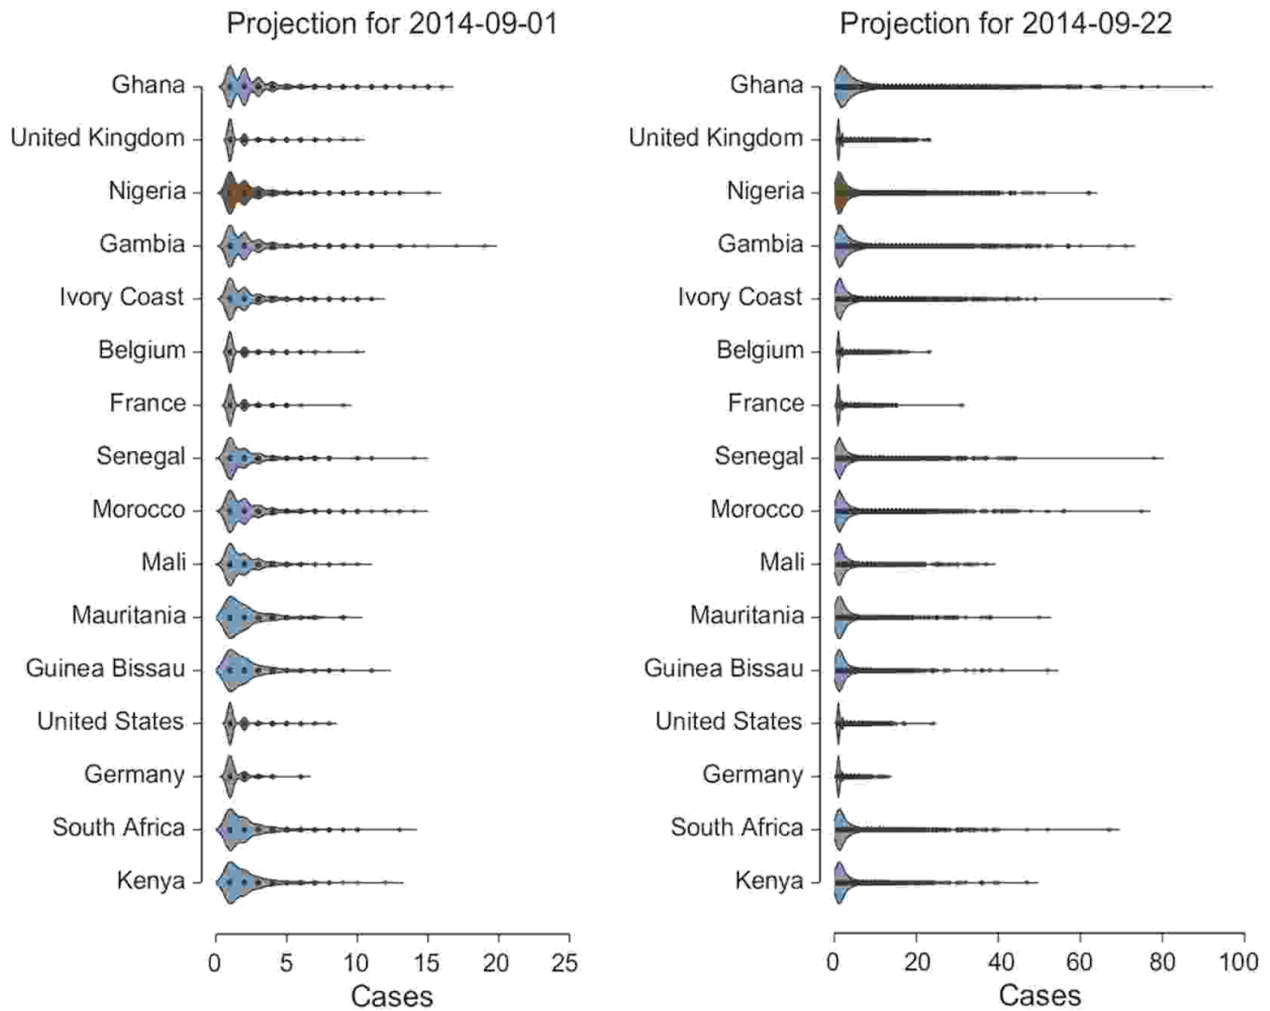 Projection for 2014-09-01
Ghana
United Kingdom
Nigeria
Gambia
Ivory Coast
Belgium
France
Senegal
Morocco
Mali
Mauritania
Guinea Bissau
United States
Germany
South Africa
Kenya
0 5 10 15 20 25
Cases
Projection for 2014-09-22
Ghana
United Kingdom
Nigeria
Gambia
Ivory Coast
Belgium
France
Senegal
Morocco
Mali
Mauritania
Guinea Bissau
United States
Germany
South Africa
Kenya
0 20 40 60 80 100
Cases